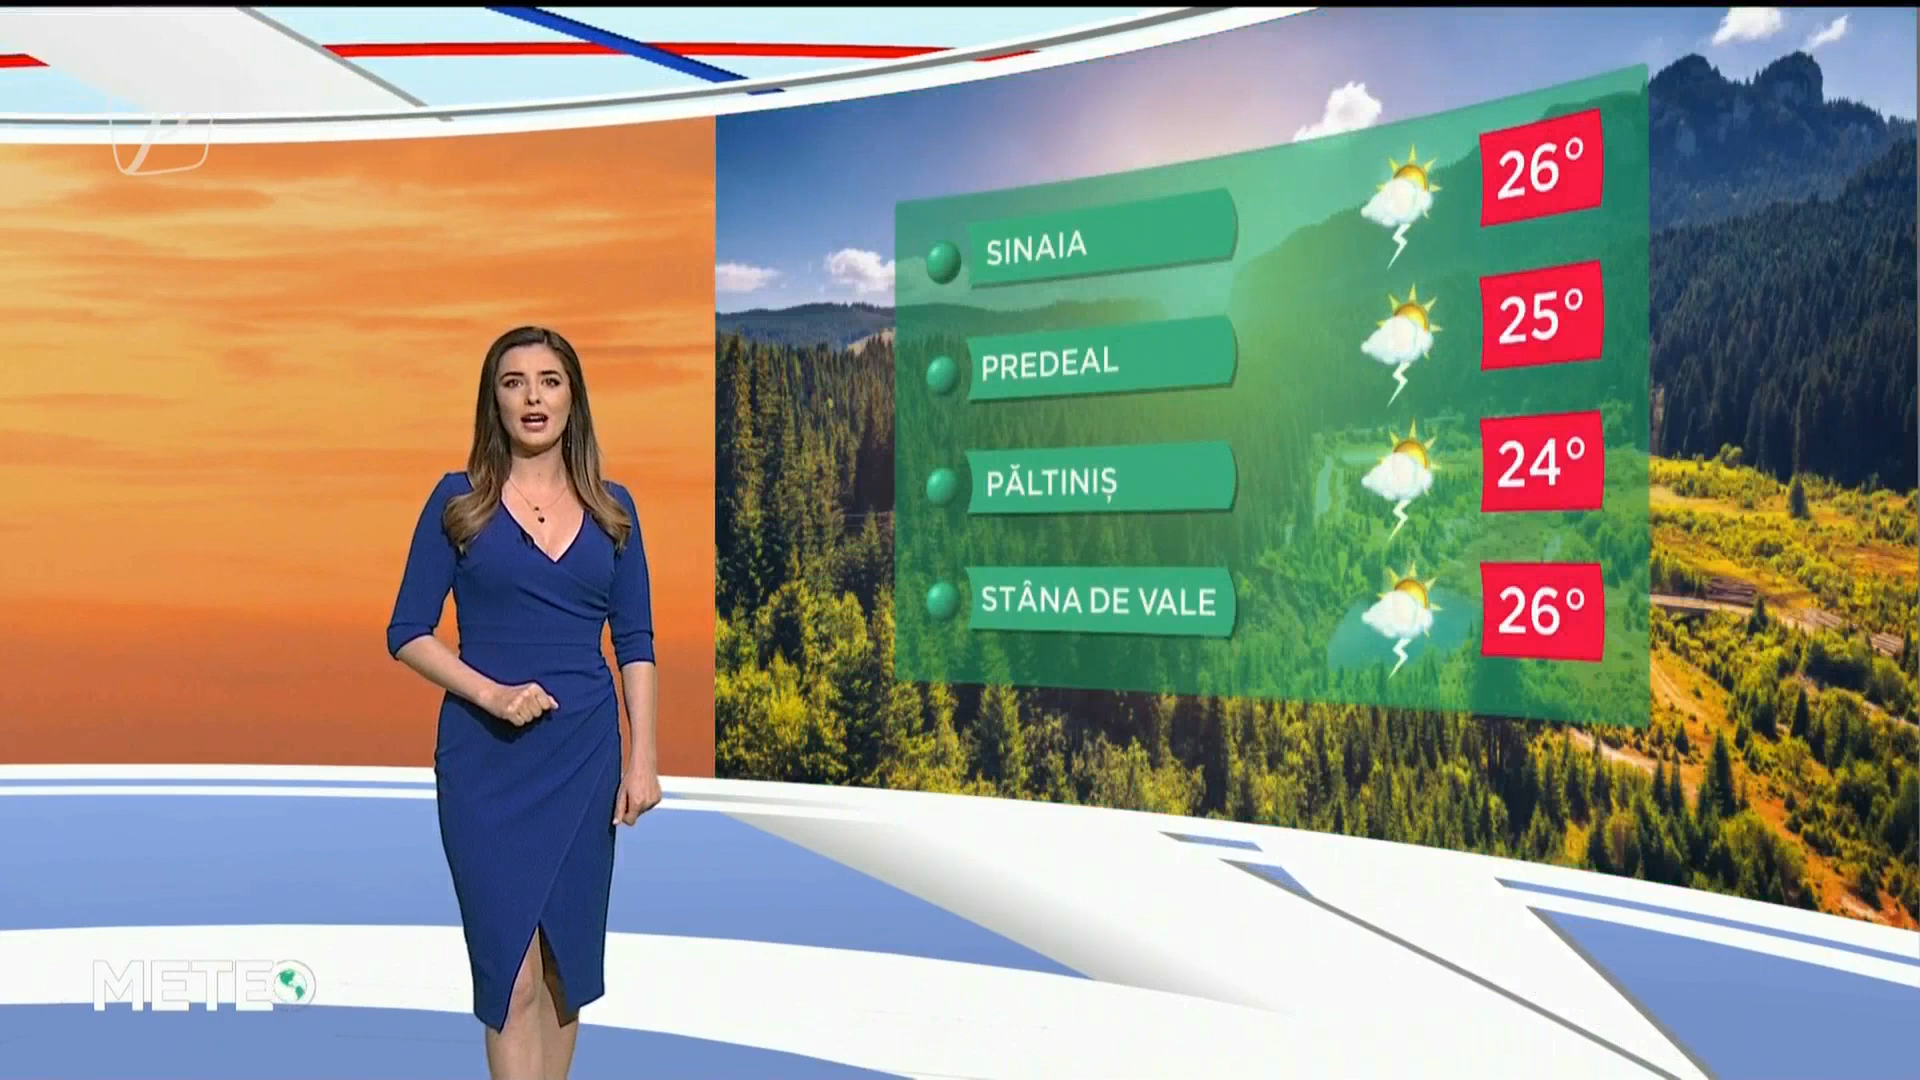 SINAIA 26°
PREDEAL 25°
PĂLTINIȘ 24°
STÂNA DE VALE 26°
METEO